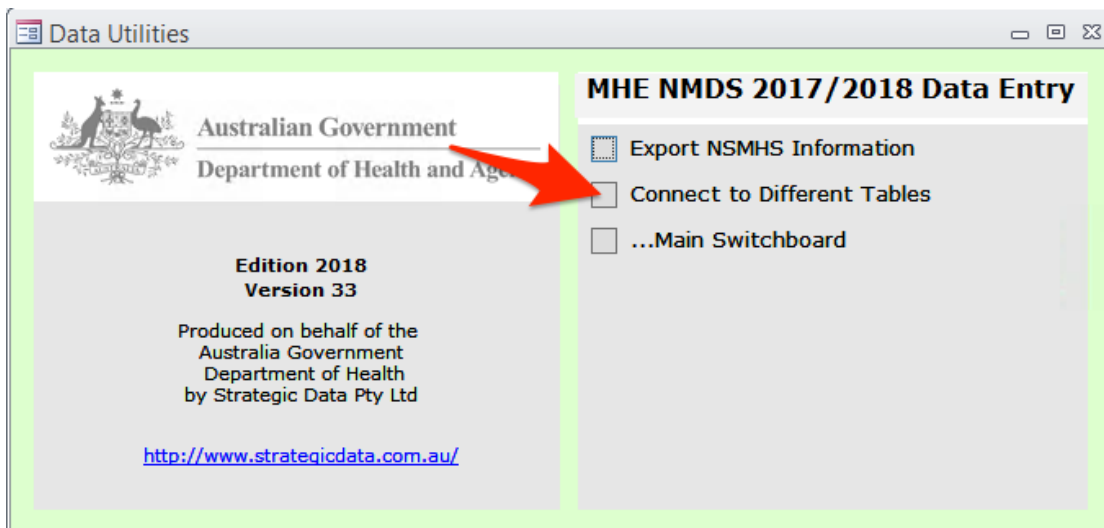 Data Utilities
Australian Government
Department of Health and
MHE NMDS 2017/2018 Data Entry
Export NSMHS Information
Connect to Different Tables
...Main Switchboard
Edition 2018
Version 33
Produced on behalf of the
Australia Government
Department of Health
by Strategic Data Pty Ltd
http://www.strategicdata.com.au/